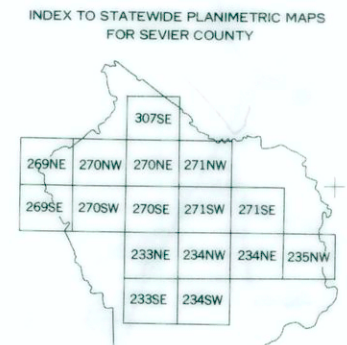 INDEX TO STATEWIDE PLANIMETRIC MAPS
FOR SEVIER COUNTY
307SE
269NE 270NW 270NE 271NW
269SE 270SW 270SE 271SW 271SE
233NE 234NW 234NE 235NW
233SE 234SW